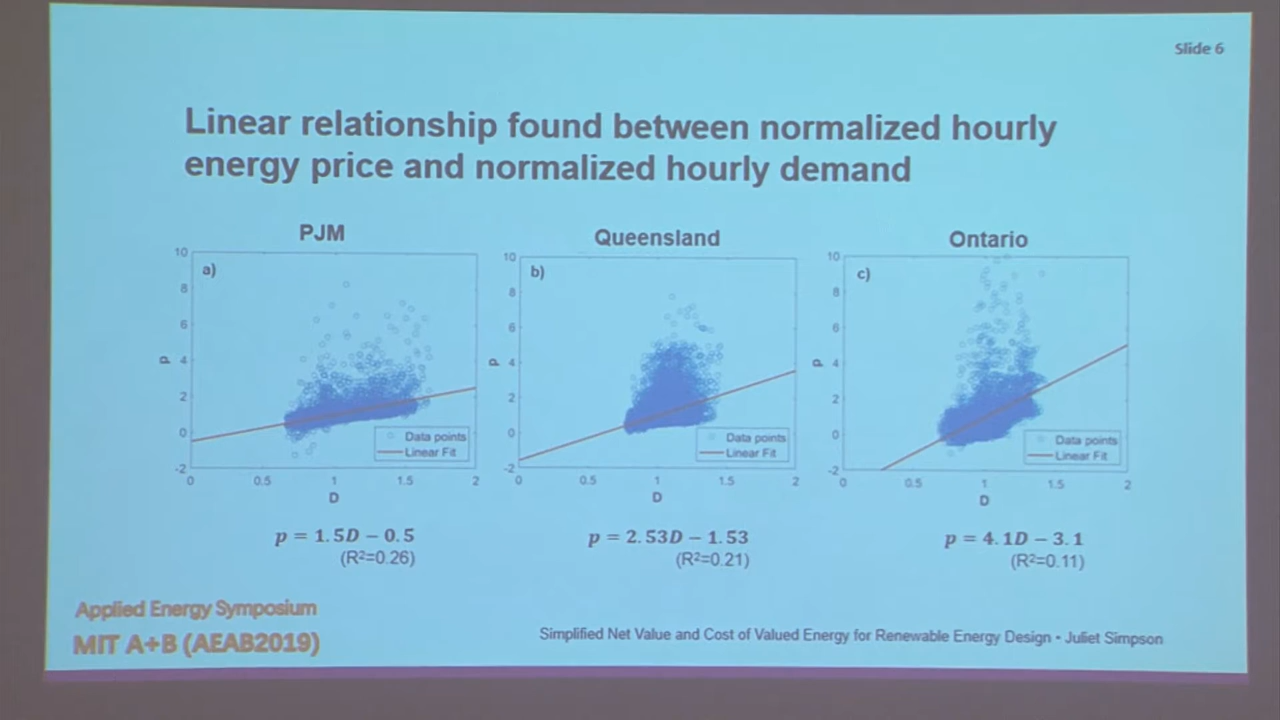 Slide 6
Linear relationship found between normalized hourly
energy price and normalized hourly demand
PJM
a)
10
8
6
4
2
0
-2
p
0
0.5
1
1.5
2
D
Data points
Linear Fit
p = 1.5D − 0.5
(R²=0.26)
Queensland
b)
10
8
6
4
2
0
-2
p
0
0.5
1
1.5
2
D
Data points
Linear Fit
p = 2.53D − 1.53
(R²=0.21)
Ontario
c)
10
8
6
4
2
0
-2
p
0
0.5
1
1.5
2
D
Data points
Linear Fit
p = 4.1D − 3.1
(R²=0.11)
Applied Energy Symposium
MIT A+B (AEAB2019)
Simplified Net Value and Cost of Valued Energy for Renewable Energy Design • Juliet Simpson